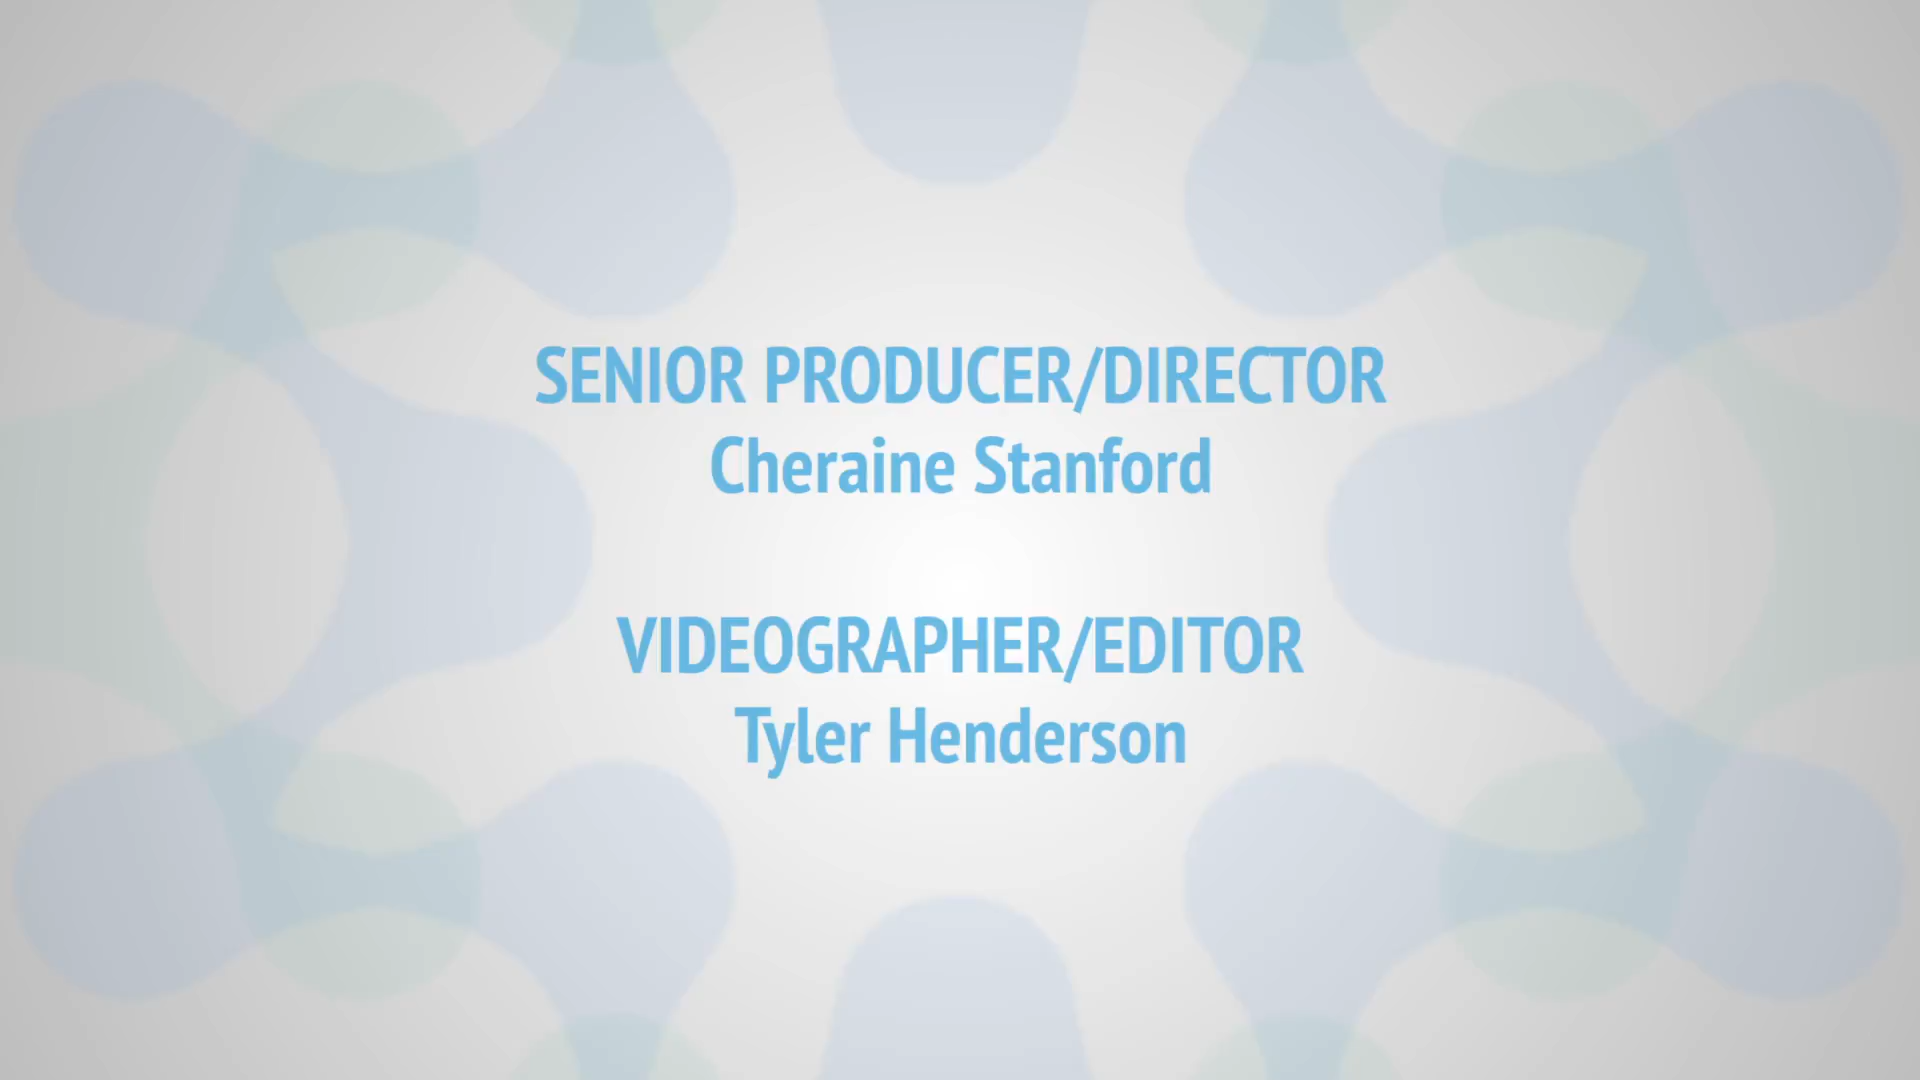 SENIOR PRODUCER/DIRECTOR
Cheraine Stanford
VIDEOGRAPHER/EDITOR
Tyler Henderson